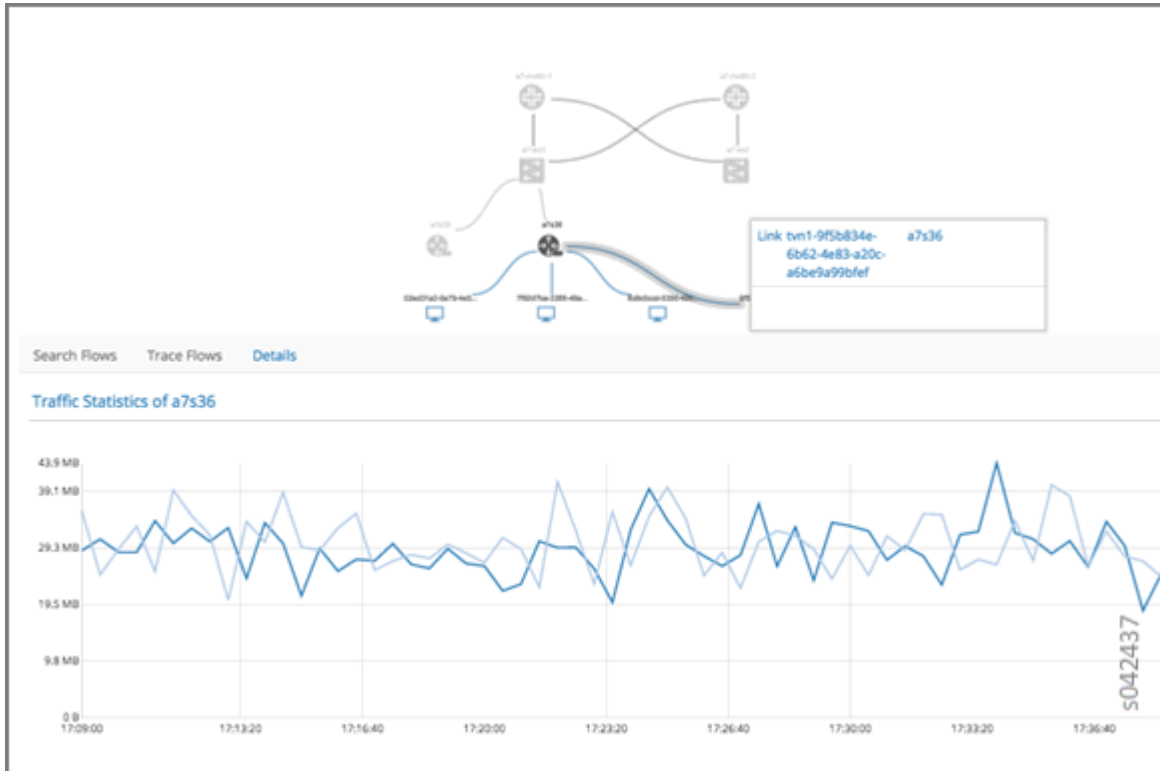 a7s36
Link tvn1-9f5b834e- a7s36
6b62-4e83-a20c-
a6be9a99bfef
Search Flows Trace Flows Details
Traffic Statistics of a7s36
43.9 MB
39.1 MB
29.3 MB
19.5 MB
9.8 MB
0 B
17:09:00 17:13:20 17:16:40 17:20:00 17:23:20 17:26:40 17:30:00 17:33:20 17:36:40
s042437